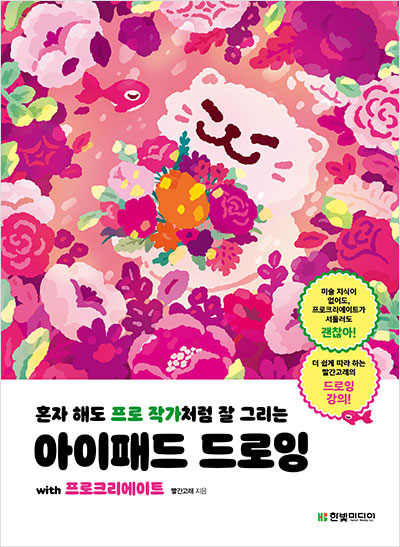 미술 지식이
없어도,
프로크리에이트가
서툴러도
괜찮아!
더 쉽게 따라 하는
빨간고래의
드로잉
강의!
혼자 해도 프로 작가처럼 잘 그리는
아이패드 드로잉
with 프로크리에이트 빨간고래 지음
HB 한빛미디어
Hanbit Media, Inc.